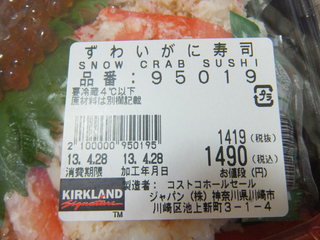 ずわいがに寿司
SNOW CRAB SUSHI
品番：95019
要冷蔵4℃以下
原材料は別欄記載
プラ
2100000950195
1419(税抜)
13.4.28 13.4.28 1490(税込)
消費期限 加工年月日 お値段(円)
KIRKLAND
Signature
TM
製造者：コストコホールセール
ジャパン(株)神奈川県川崎市
川崎区池上新町3-1-4